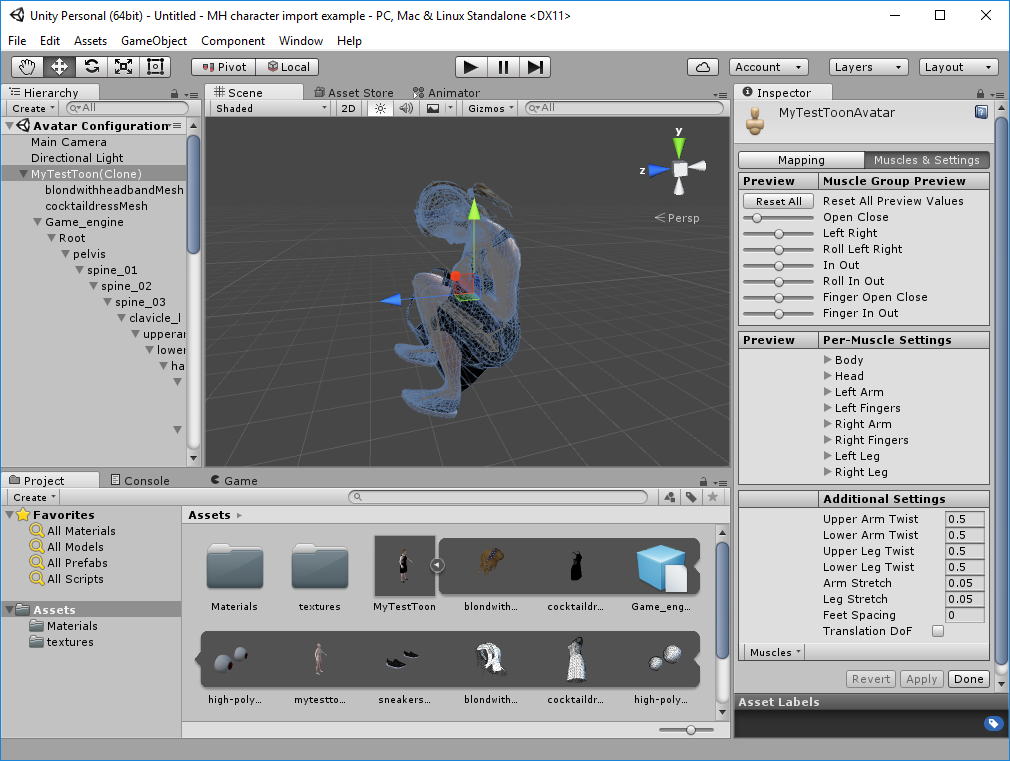 Unity Personal (64bit) - Untitled - MH character import example - PC, Mac & Linux Standalone <DX11>
File Edit Assets GameObject Component Window Help
Pivot Local Account Layers Layout
Hierarchy
Create All
Avatar Configuration
Main Camera
Directional Light
MyTestToon(Clone)
blondwithheadbandMesh
cocktaildressMesh
Game_engine
Root
pelvis
spine_01
spine_02
spine_03
clavicle_l
upperar
lower
ha
Scene Asset Store Animator
Shaded 2D Gizmos All
y
z
Persp
Inspector
MyTestToonAvatar
Mapping Muscles & Settings
Preview Muscle Group Preview
Reset All Reset All Preview Values
Open Close
Left Right
Roll Left Right
In Out
Roll In Out
Finger Open Close
Finger In Out
Preview Per-Muscle Settings
Body
Head
Left Arm
Left Fingers
Right Arm
Right Fingers
Left Leg
Right Leg
Additional Settings
Upper Arm Twist 0.5
Lower Arm Twist 0.5
Upper Leg Twist 0.5
Lower Leg Twist 0.5
Arm Stretch 0.05
Leg Stretch 0.05
Feet Spacing 0
Translation DoF
Muscles
Revert Apply Done
Asset Labels
Project Console Game
Create
Favorites
All Materials
All Models
All Prefabs
All Scripts
Assets
Materials
textures
Assets
Materials textures MyTestToon blondwith... cocktaildr... Game_eng...
high-poly... mytestto... sneakers... blondwith... cocktaildr... high-poly...